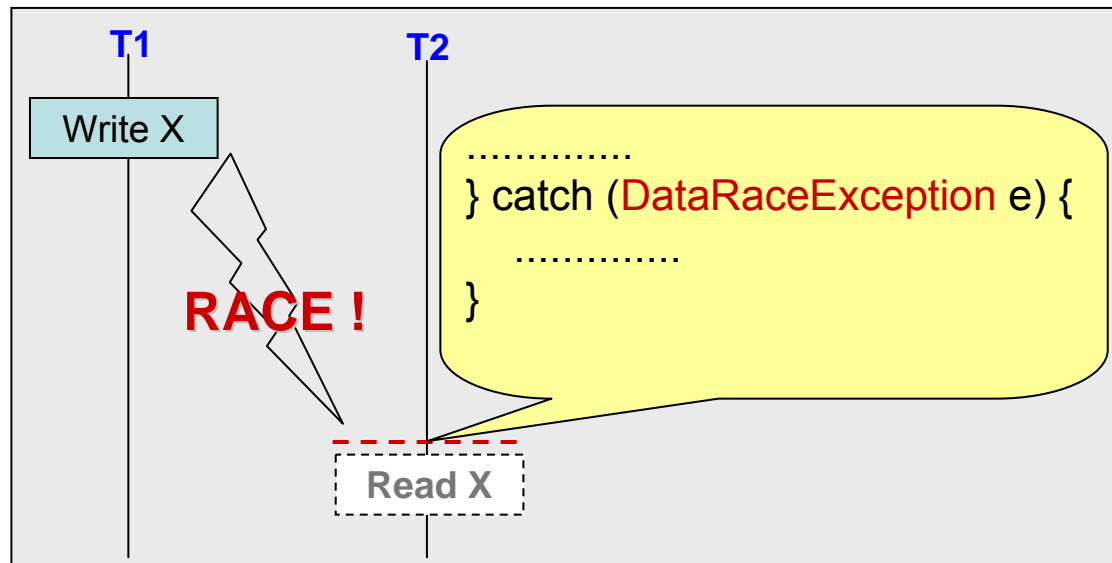 T1
T2
Write X
..............
} catch (DataRaceException e) {
..............
}
RACE !
Read X